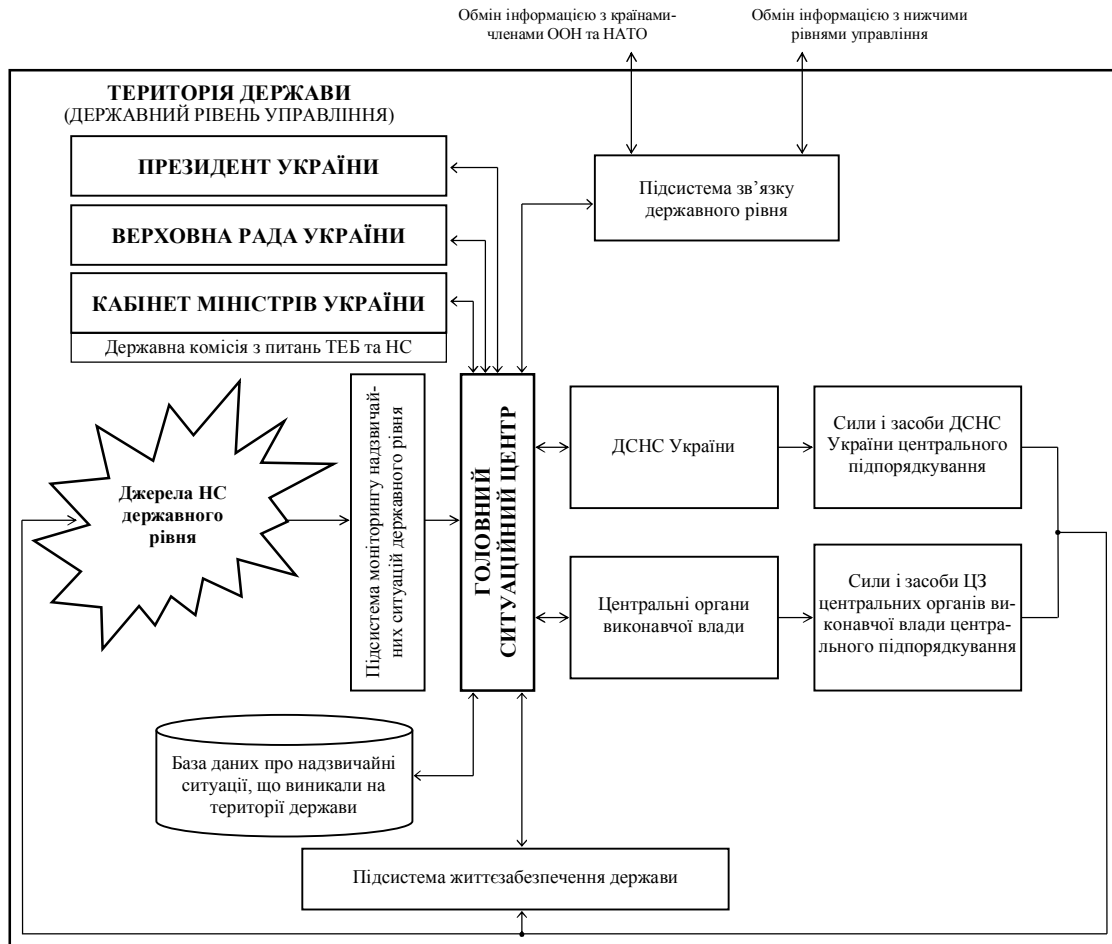 Обмін інформацією з країнами-
членами ООН та НАТО
Обмін інформацією з нижчими
рівнями управління
ТЕРИТОРІЯ ДЕРЖАВИ
(ДЕРЖАВНИЙ РІВЕНЬ УПРАВЛІННЯ)
ПРЕЗИДЕНТ УКРАЇНИ
ВЕРХОВНА РАДА УКРАЇНИ
КАБІНЕТ МІНІСТРІВ УКРАЇНИ
Державна комісія з питань ТЕБ та НС
Підсистема зв’язку
державного рівня
Джерела НС
державного
рівня
Підсистема моніторингу надзвичай-
них ситуацій державного рівня
ГОЛОВНИЙ
СИТУАЦІЙНИЙ ЦЕНТР
ДСНС України
Сили і засоби ДСНС
України центрального
підпорядкування
Центральні органи
виконавчої влади
Сили і засоби ЦЗ
центральних органів ви-
конавчої влади центра-
льного підпорядкування
База даних про надзвичайні
ситуації, що виникали на
території держави
Підсистема життєзабезпечення держави